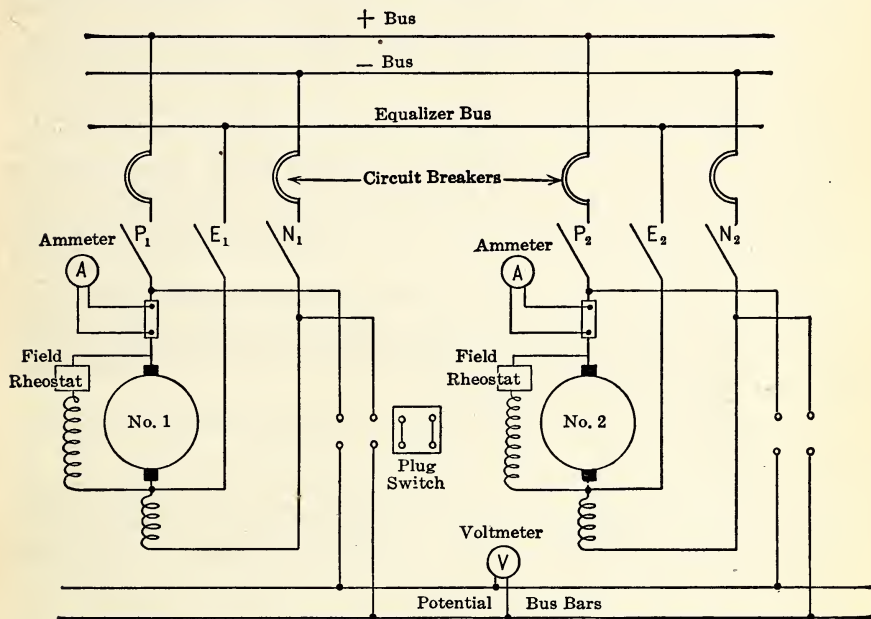 + Bus
− Bus
Equalizer Bus
Circuit Breakers
P₁
E₁
N₁
P₂
E₂
N₂
Ammeter
A
Ammeter
A
Field
Rheostat
No. 1
Field
Rheostat
No. 2
Plug
Switch
Voltmeter
V
Potential Bus Bars